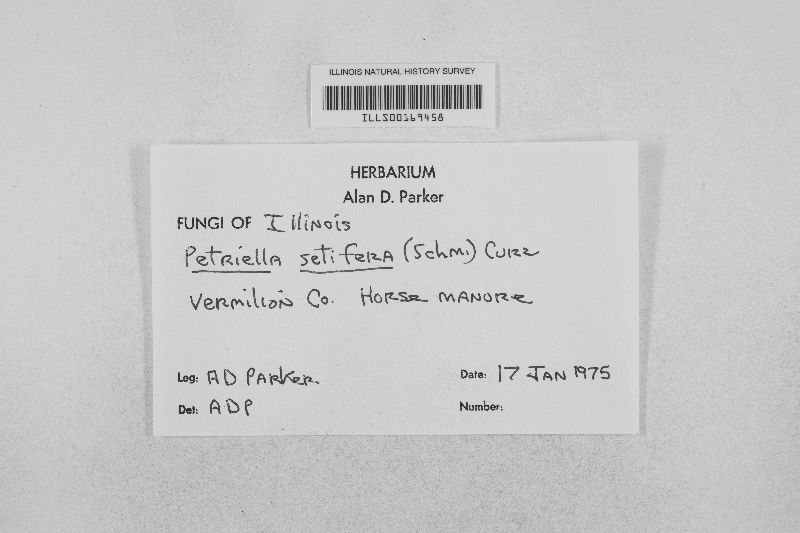 ILLINOIS NATURAL HISTORY SURVEY
ILLS00169458
HERBARIUM
Alan D. Parker
FUNGI OF Illinois
Petriella setifera (Schm.) Curz
Vermilion Co. Horse manore
Leg: AD Parker.
Date: 17 Jan 1975
Det: ADP
Number: